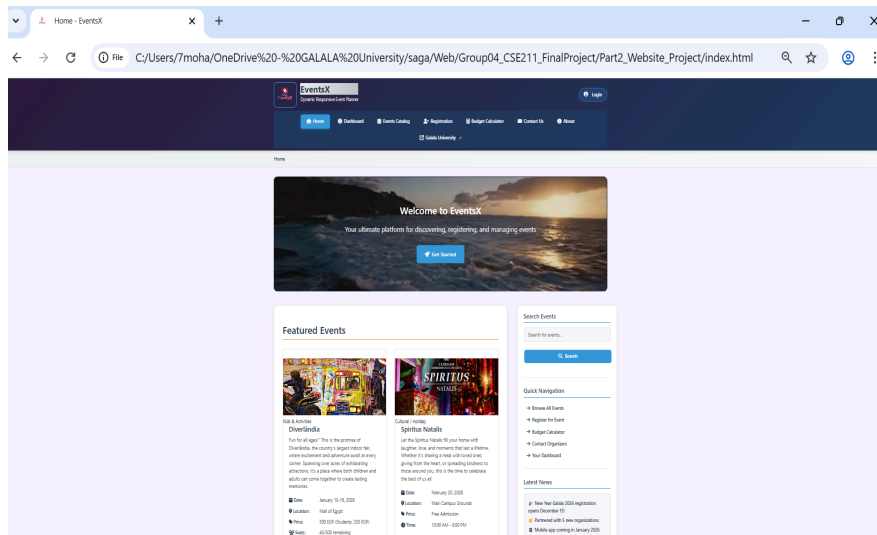 Home - EventsX
File C:/Users/7moha/OneDrive%20-%20GALALA%20University/saga/Web/Group04_CSE211_FinalProject/Part2_Website_Project/index.html
EventsX
Dynamic Responsive Event Planner
Login
Home Dashboard Events Catalog Registration Budget Calculator Contact Us About
Galala University
Home
Welcome to EventsX
Your ultimate platform for discovering, registering, and managing events
Get Started
Featured Events
Kids & Activities
Diverlàndia
Fun for all ages!" This is the promise of
Diverlàndia, the country's largest indoor fair,
where excitement and adventure await at every
corner. Spanning over acres of exhilarating
attractions, it's a place where both children and
adults can come together to create lasting
memories.
Date: January 15-18, 2026
Location: Mall of Egypt
Price: 500 EGP (Students: 250 EGP)
Seats: 45/500 remaining
SPIRITUS
NATALIS
Cultural / Holiday
Spiritus Natalis
Let the Spiritus Natalis fill your home with
laughter, love, and moments that last a lifetime.
Whether it's sharing a meal with loved ones,
giving from the heart, or spreading kindness to
those around you, this is the time to celebrate
the best of us all.
Date: February 20, 2026
Location: Main Campus Grounds
Price: Free Admission
Time: 10:00 AM - 8:00 PM
Search Events
Search for events...
Search
Quick Navigation
→ Browse All Events
→ Register for Event
→ Budget Calculator
→ Contact Organizers
→ Your Dashboard
Latest News
New Year Galala 2026 registration
opens December 15!
Partnered with 5 new organizations
Mobile app coming in January 2026